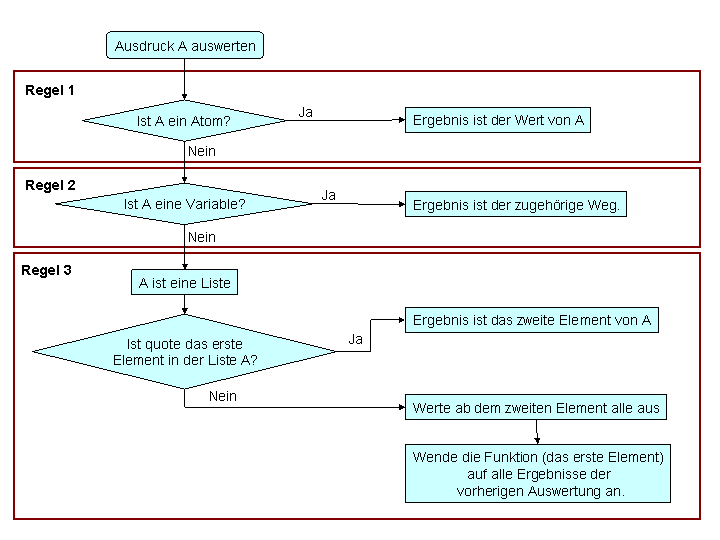 Ausdruck A auswerten
Regel 1
Ist A ein Atom?
Ja
Ergebnis ist der Wert von A
Nein
Regel 2
Ist A eine Variable?
Ja
Ergebnis ist der zugehörige Weg.
Nein
Regel 3
A ist eine Liste
Ist quote das erste
Element in der Liste A?
Ja
Ergebnis ist das zweite Element von A
Nein
Werte ab dem zweiten Element alle aus
Wende die Funktion (das erste Element)
auf alle Ergebnisse der
vorherigen Auswertung an.